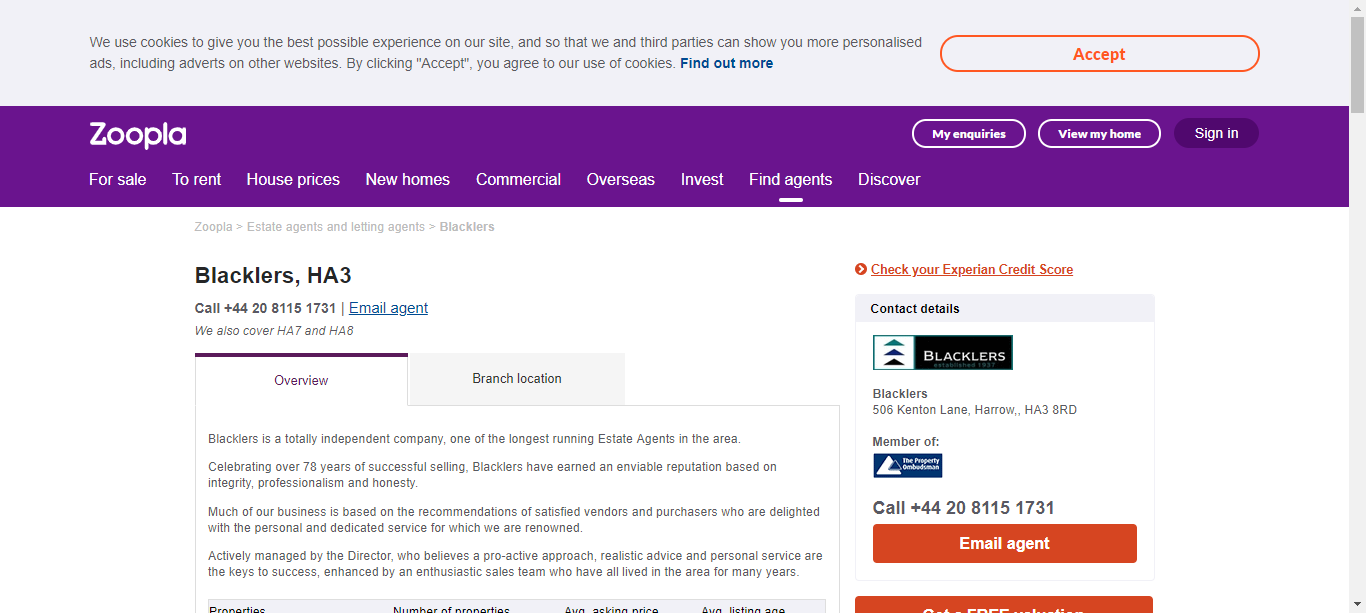 We use cookies to give you the best possible experience on our site, and so that we and third parties can show you more personalised
ads, including adverts on other websites. By clicking "Accept", you agree to our use of cookies. Find out more
Accept
Zoopla
My enquiries
View my home
Sign in
For sale
To rent
House prices
New homes
Commercial
Overseas
Invest
Find agents
Discover
Zoopla > Estate agents and letting agents > Blacklers
Blacklers, HA3
Call +44 20 8115 1731 | Email agent
We also cover HA7 and HA8
Overview
Branch location
Blacklers is a totally independent company, one of the longest running Estate Agents in the area.
Celebrating over 78 years of successful selling, Blacklers have earned an enviable reputation based on
integrity, professionalism and honesty.
Much of our business is based on the recommendations of satisfied vendors and purchasers who are delighted
with the personal and dedicated service for which we are renowned.
Actively managed by the Director, who believes a pro-active approach, realistic advice and personal service are
the keys to success, enhanced by an enthusiastic sales team who have all lived in the area for many years.
Properties
Number of properties
Avg. asking price
Avg. listing age
Check your Experian Credit Score
Contact details
BLACKLERS
established 1937
Blacklers
506 Kenton Lane, Harrow,, HA3 8RD
Member of:
The Property
Ombudsman
Call +44 20 8115 1731
Email agent
Get a FREE valuation